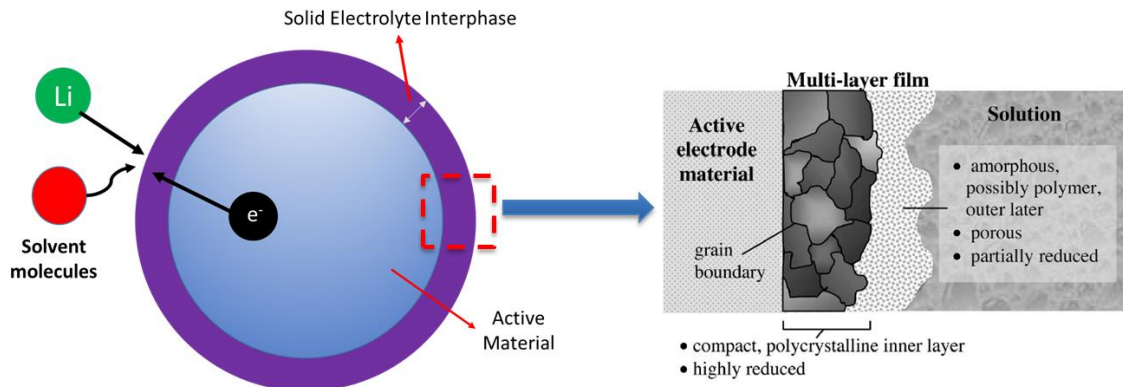 Solid Electrolyte Interphase
Li
Solvent
molecules
e⁻
Active
Material
Multi-layer film
Active
electrode
material
grain
boundary
Solution
• amorphous,
possibly polymer,
outer later
• porous
• partially reduced
• compact, polycrystalline inner layer
• highly reduced